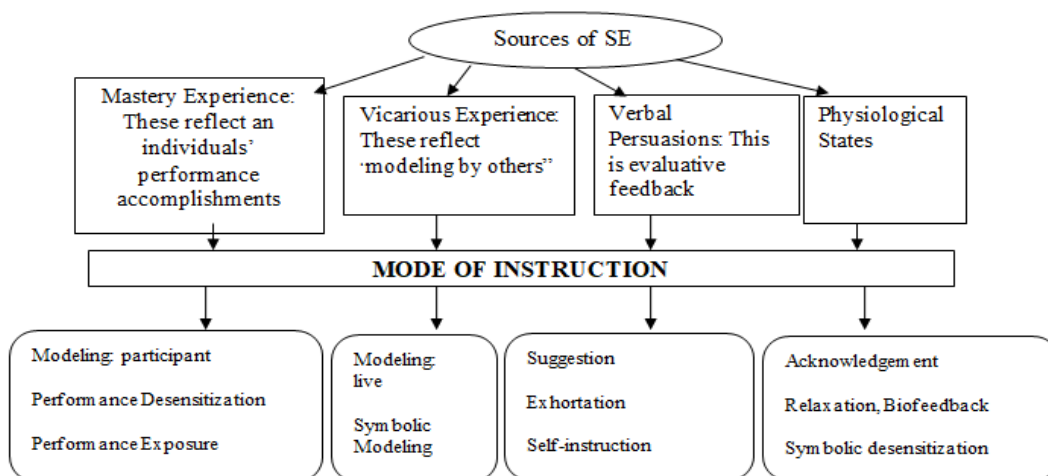 Sources of SE
Mastery Experience:
These reflect an
individuals’
performance
accomplishments
Vicarious Experience:
These reflect
‘modeling by others”
Verbal
Persuasions: This
is evaluative
feedback
Physiological
States
MODE OF INSTRUCTION
Modeling: participant
Performance Desensitization
Performance Exposure
Modeling:
live
Symbolic
Modeling
Suggestion
Exhortation
Self-instruction
Acknowledgement
Relaxation, Biofeedback
Symbolic desensitization